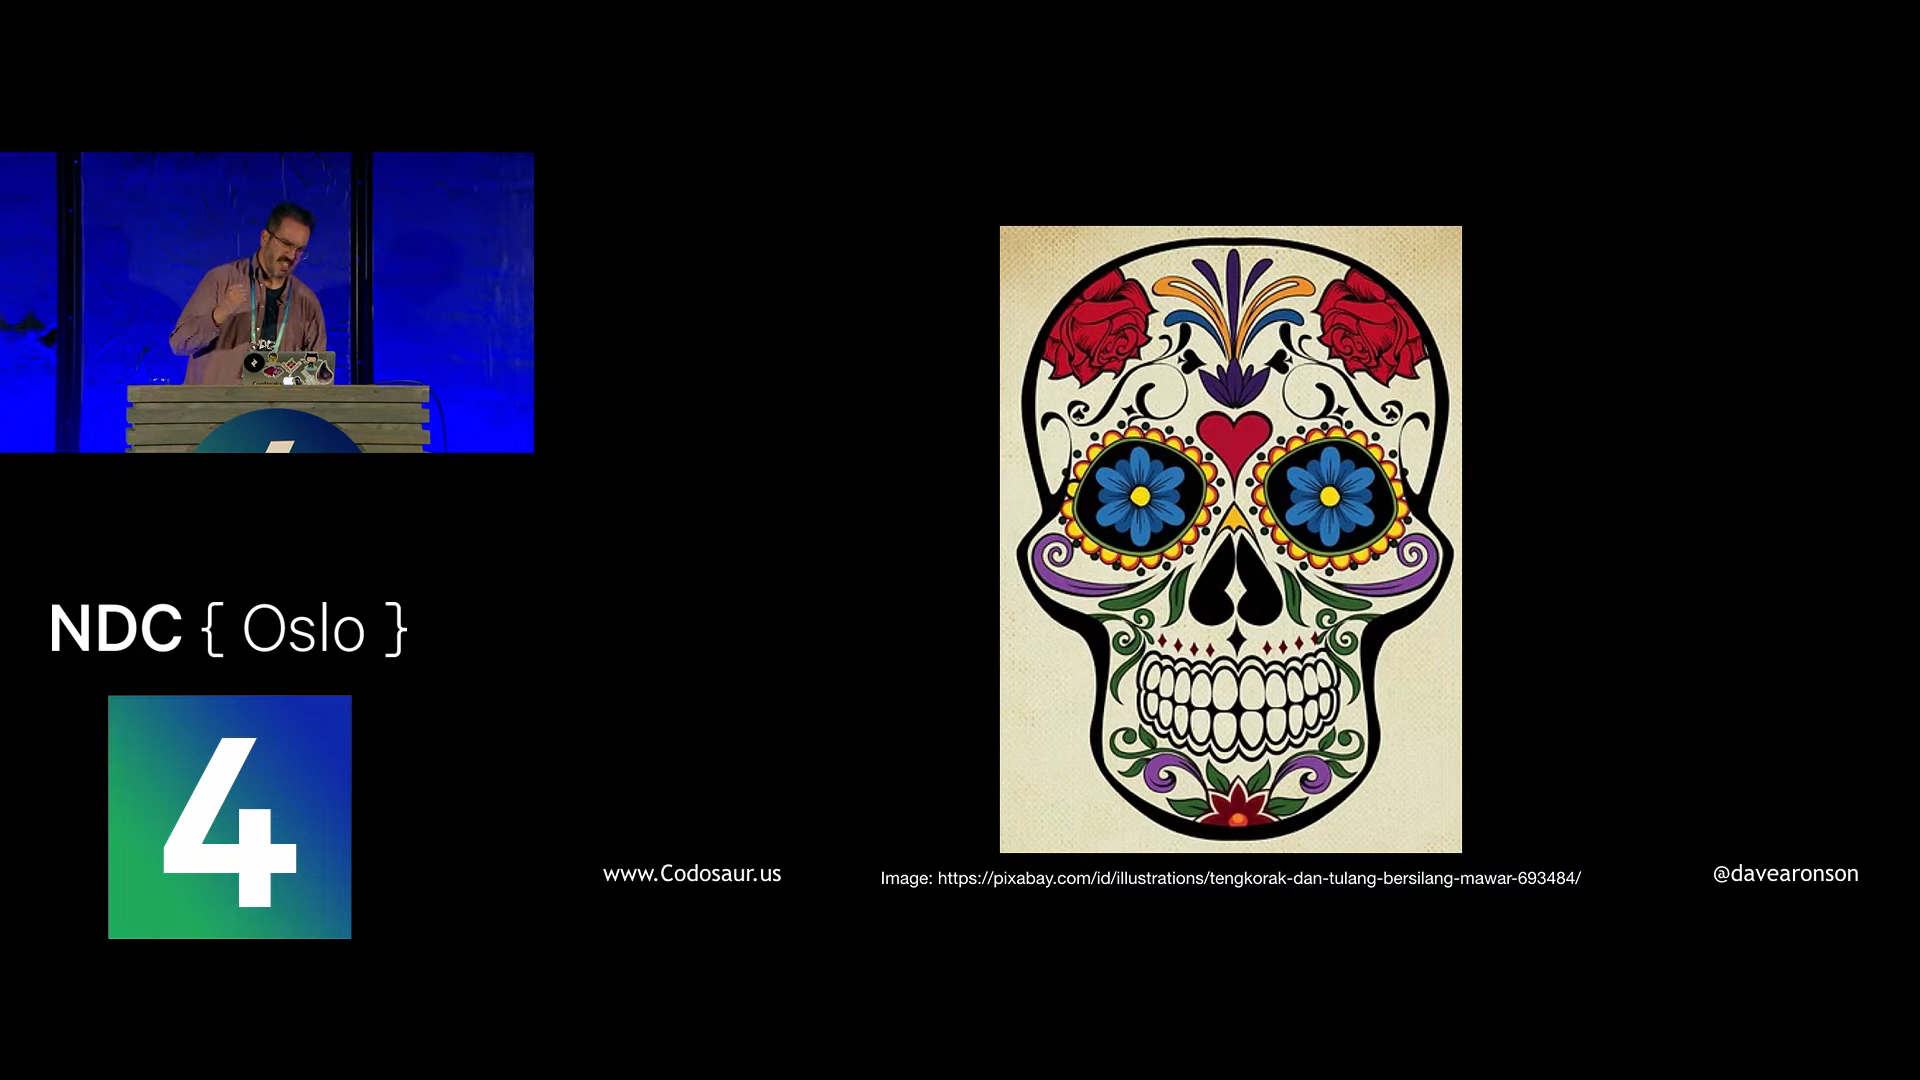 NDC { Oslo }
4
www.Codosaur.us
Image: https://pixabay.com/id/illustrations/tengkorak-dan-tulang-bersilang-mawar-693484/
@davearonson